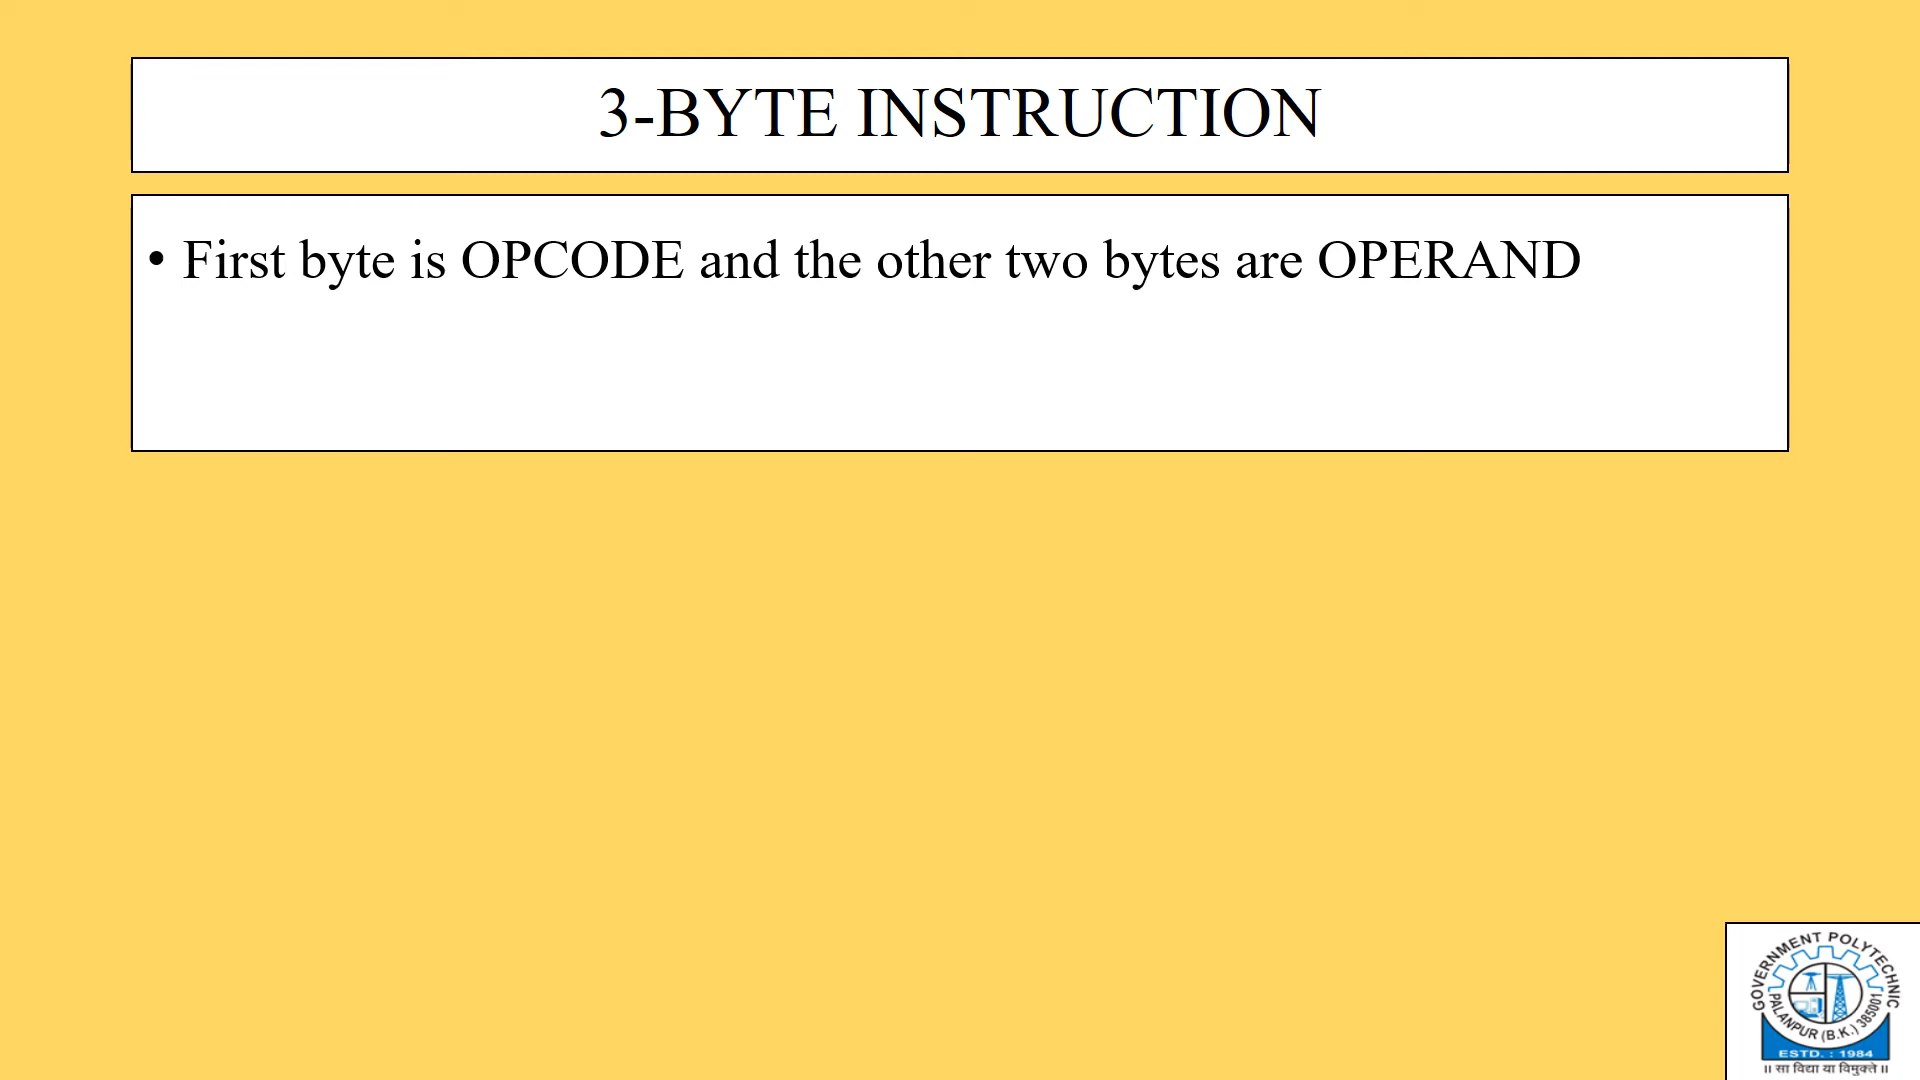 3-BYTE INSTRUCTION
• First byte is OPCODE and the other two bytes are OPERAND
GOVERNMENT POLYTECHNIC
PALANPUR (B.K.) 385001
ESTD. : 1984
॥ सा विद्या या विमुक्ते ॥